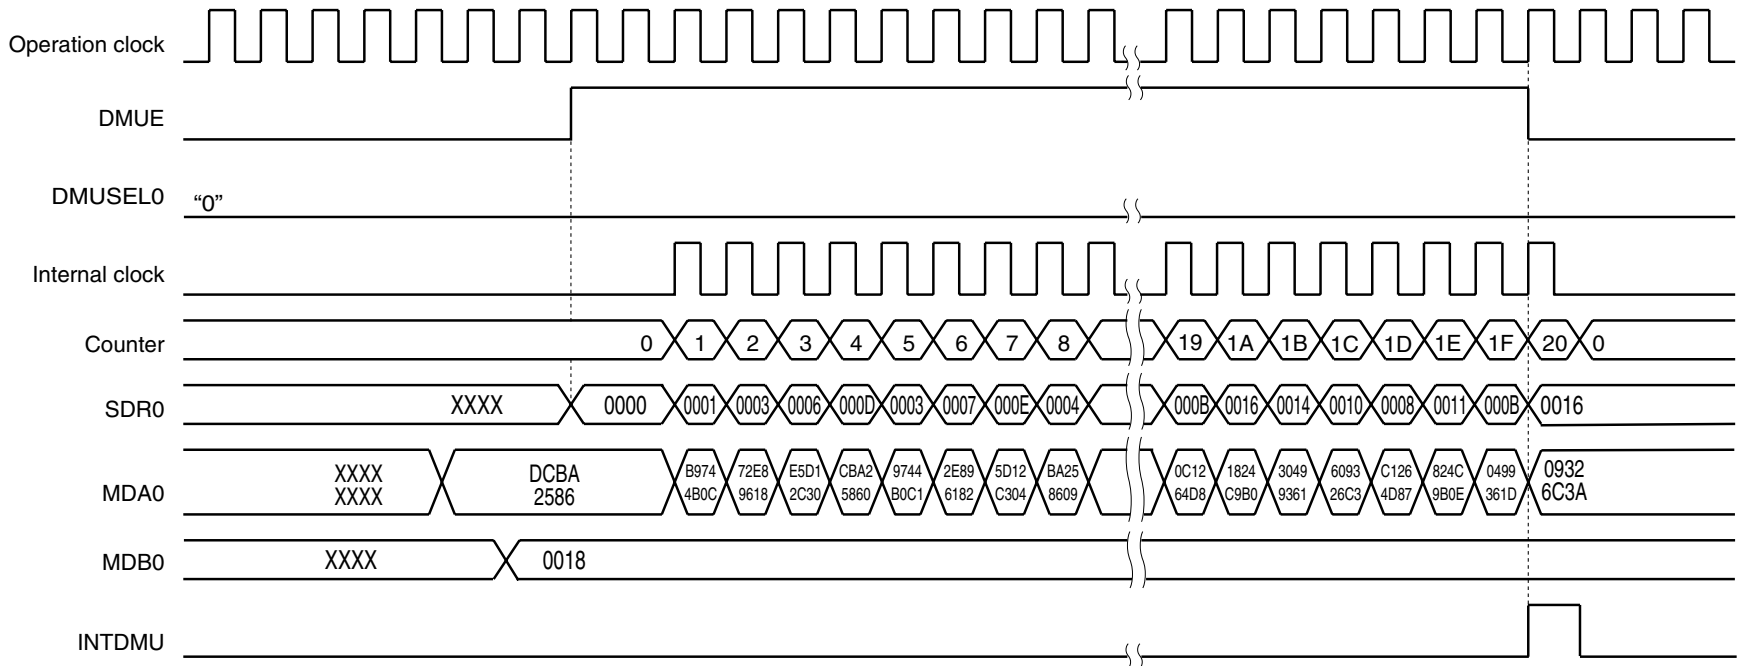 Operation clock
DMUE
DMUSEL0 “0”
Internal clock
Counter 0 1 2 3 4 5 6 7 8 19 1A 1B 1C 1D 1E 1F 20 0
SDR0 XXXX 0000 0001 0003 0006 000D 0003 0007 000E 0004 000B 0016 0014 0010 0008 0011 000B 0016
XXXX DCBA B974 72E8 E5D1 CBA2 9744 2E89 5D12 BA25 0C12 1824 3049 6093 C126 824C 0499 0932
MDA0 XXXX 2586 4B0C 9618 2C30 5860 B0C1 6182 C304 8609 64D8 C9B0 9361 26C3 4D87 9B0E 361D 6C3A
MDB0 XXXX 0018
INTDMU